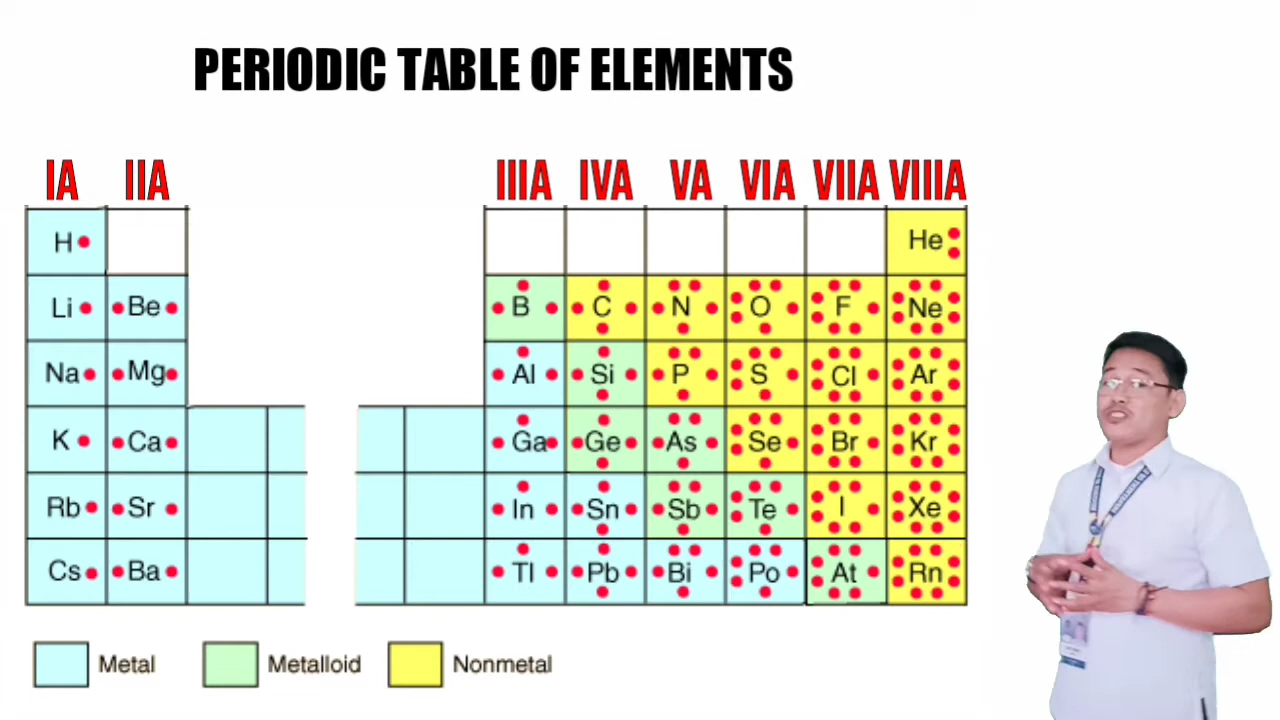 PERIODIC TABLE OF ELEMENTS
IA IIA IIIA IVA VA VIA VIIA VIIIA
H He
Li Be B C N O F Ne
Na Mg Al Si P S Cl Ar
K Ca Ga Ge As Se Br Kr
Rb Sr In Sn Sb Te I Xe
Cs Ba Tl Pb Bi Po At Rn
Metal Metalloid Nonmetal